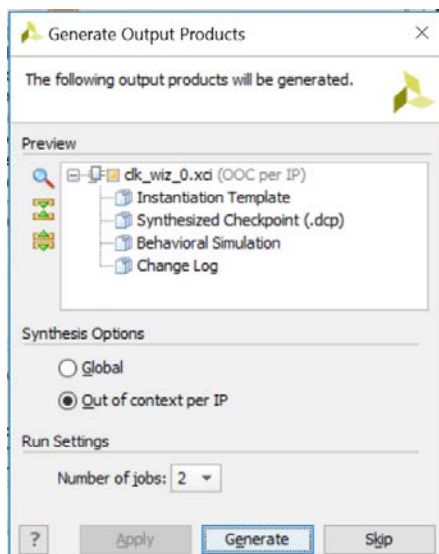 Generate Output Products
The following output products will be generated.
Preview
clk_wiz_0.xci (OOC per IP)
Instantiation Template
Synthesized Checkpoint (.dcp)
Behavioral Simulation
Change Log
Synthesis Options
Global
Out of context per IP
Run Settings
Number of jobs: 2
? Apply Generate Skip